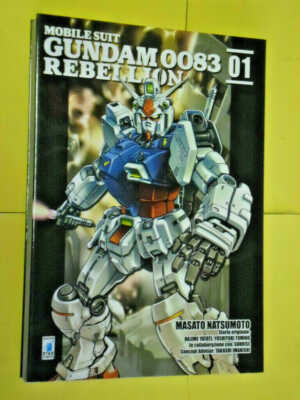 MOBILE SUIT
GUNDAM 0083
REBELLION
01
MASATO NATSUMOTO
Storia originale
HAJIME YATATE, YOSHIYUKI TOMINO
In collaborazione con: SUNRISE
Concept Advisor TAKASHI IMANISHI
STAR